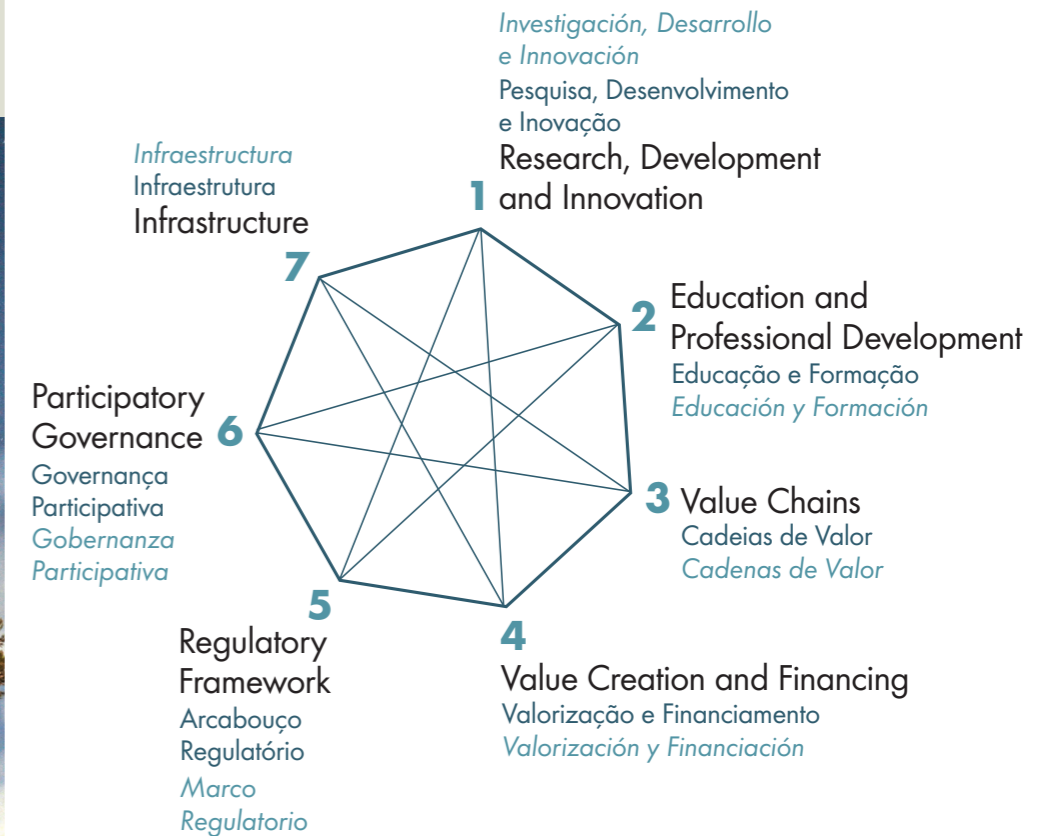 Investigación, Desarrollo
e Innovación
Pesquisa, Desenvolvimento
e Inovação
Research, Development
and Innovation
1
2
Education and
Professional Development
Educação e Formação
Educación y Formación
3
Value Chains
Cadeias de Valor
Cadenas de Valor
4
Value Creation and Financing
Valorização e Financiamento
Valorización y Financiación
5
Regulatory
Framework
Arcabouço
Regulatório
Marco
Regulatorio
6
Participatory
Governance
Governança
Participativa
Gobernanza
Participativa
7
Infraestructura
Infraestrutura
Infrastructure